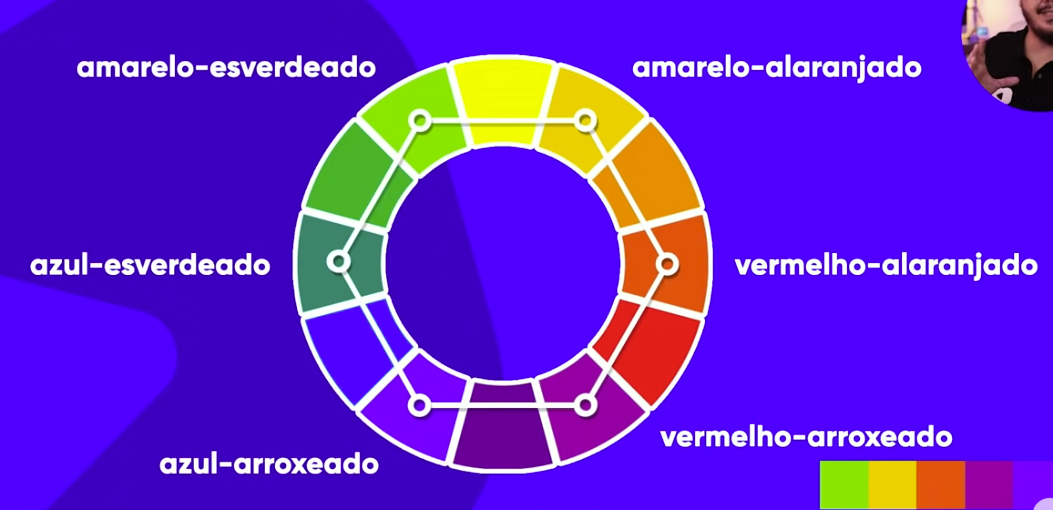 amarelo-esverdeado
amarelo-alaranjado
azul-esverdeado
vermelho-alaranjado
vermelho-arroxeado
azul-arroxeado